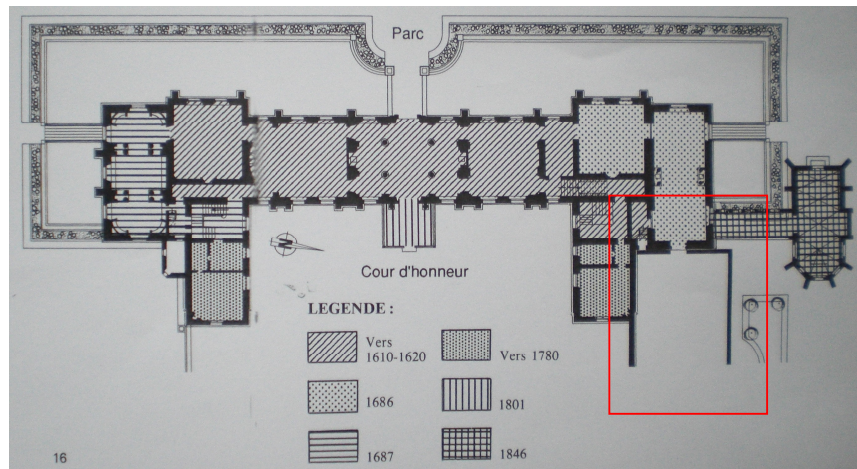 Parc
N
Cour d'honneur
LEGENDE :
Vers
1610-1620
Vers 1780
1686
1801
1687
1846
16